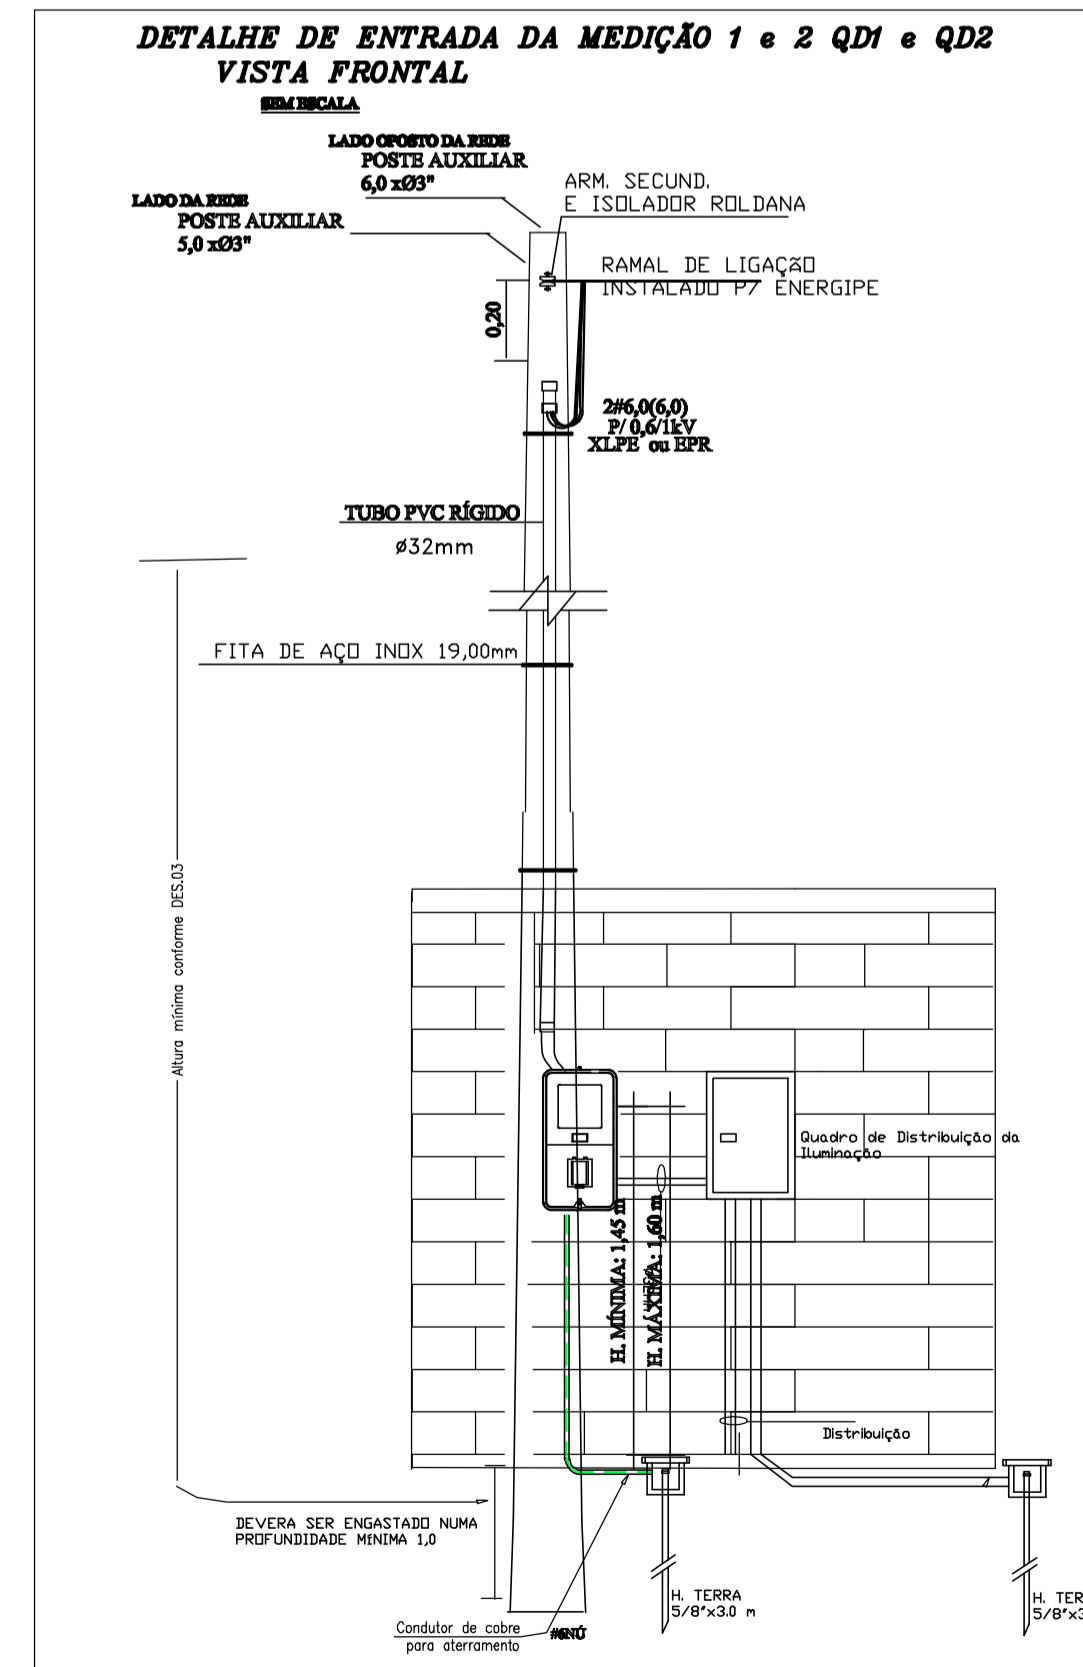 DETALHE DE ENTRADA DA MEDIÇÃO 1 e 2 QD1 e QD2
VISTA FRONTAL
SEM ESCALA
LADO OPOSTO DA REDE
POSTE AUXILIAR
6,0 xØ3"
LADO DA REDE
POSTE AUXILIAR
5,0 xØ3"
ARM. SECUND.
E ISOLADOR ROLDANA
RAMAL DE LIGAÇÃO
INSTALADO P/ ENERGIPE
0,20
2#6,0(6,0)
P/ 0,6/1kV
XLPE ou EPR
TUBO PVC RÍGIDO
ø32mm
FITA DE AÇO INOX 19,00mm
Altura mínima conforme DES.03
Quadro de Distribuição da
Iluminação
H. MÍNIMA: 1,45 m
H. MÁXIMA: 1,60 m
Distribuição
DEVERA SER ENGASTADO NUMA
PROFUNDIDADE MíNIMA 1,0
H. TERRA
5/8"x3.0 m
H. TER
5/8"x3
Condutor de cobre
para aterramento